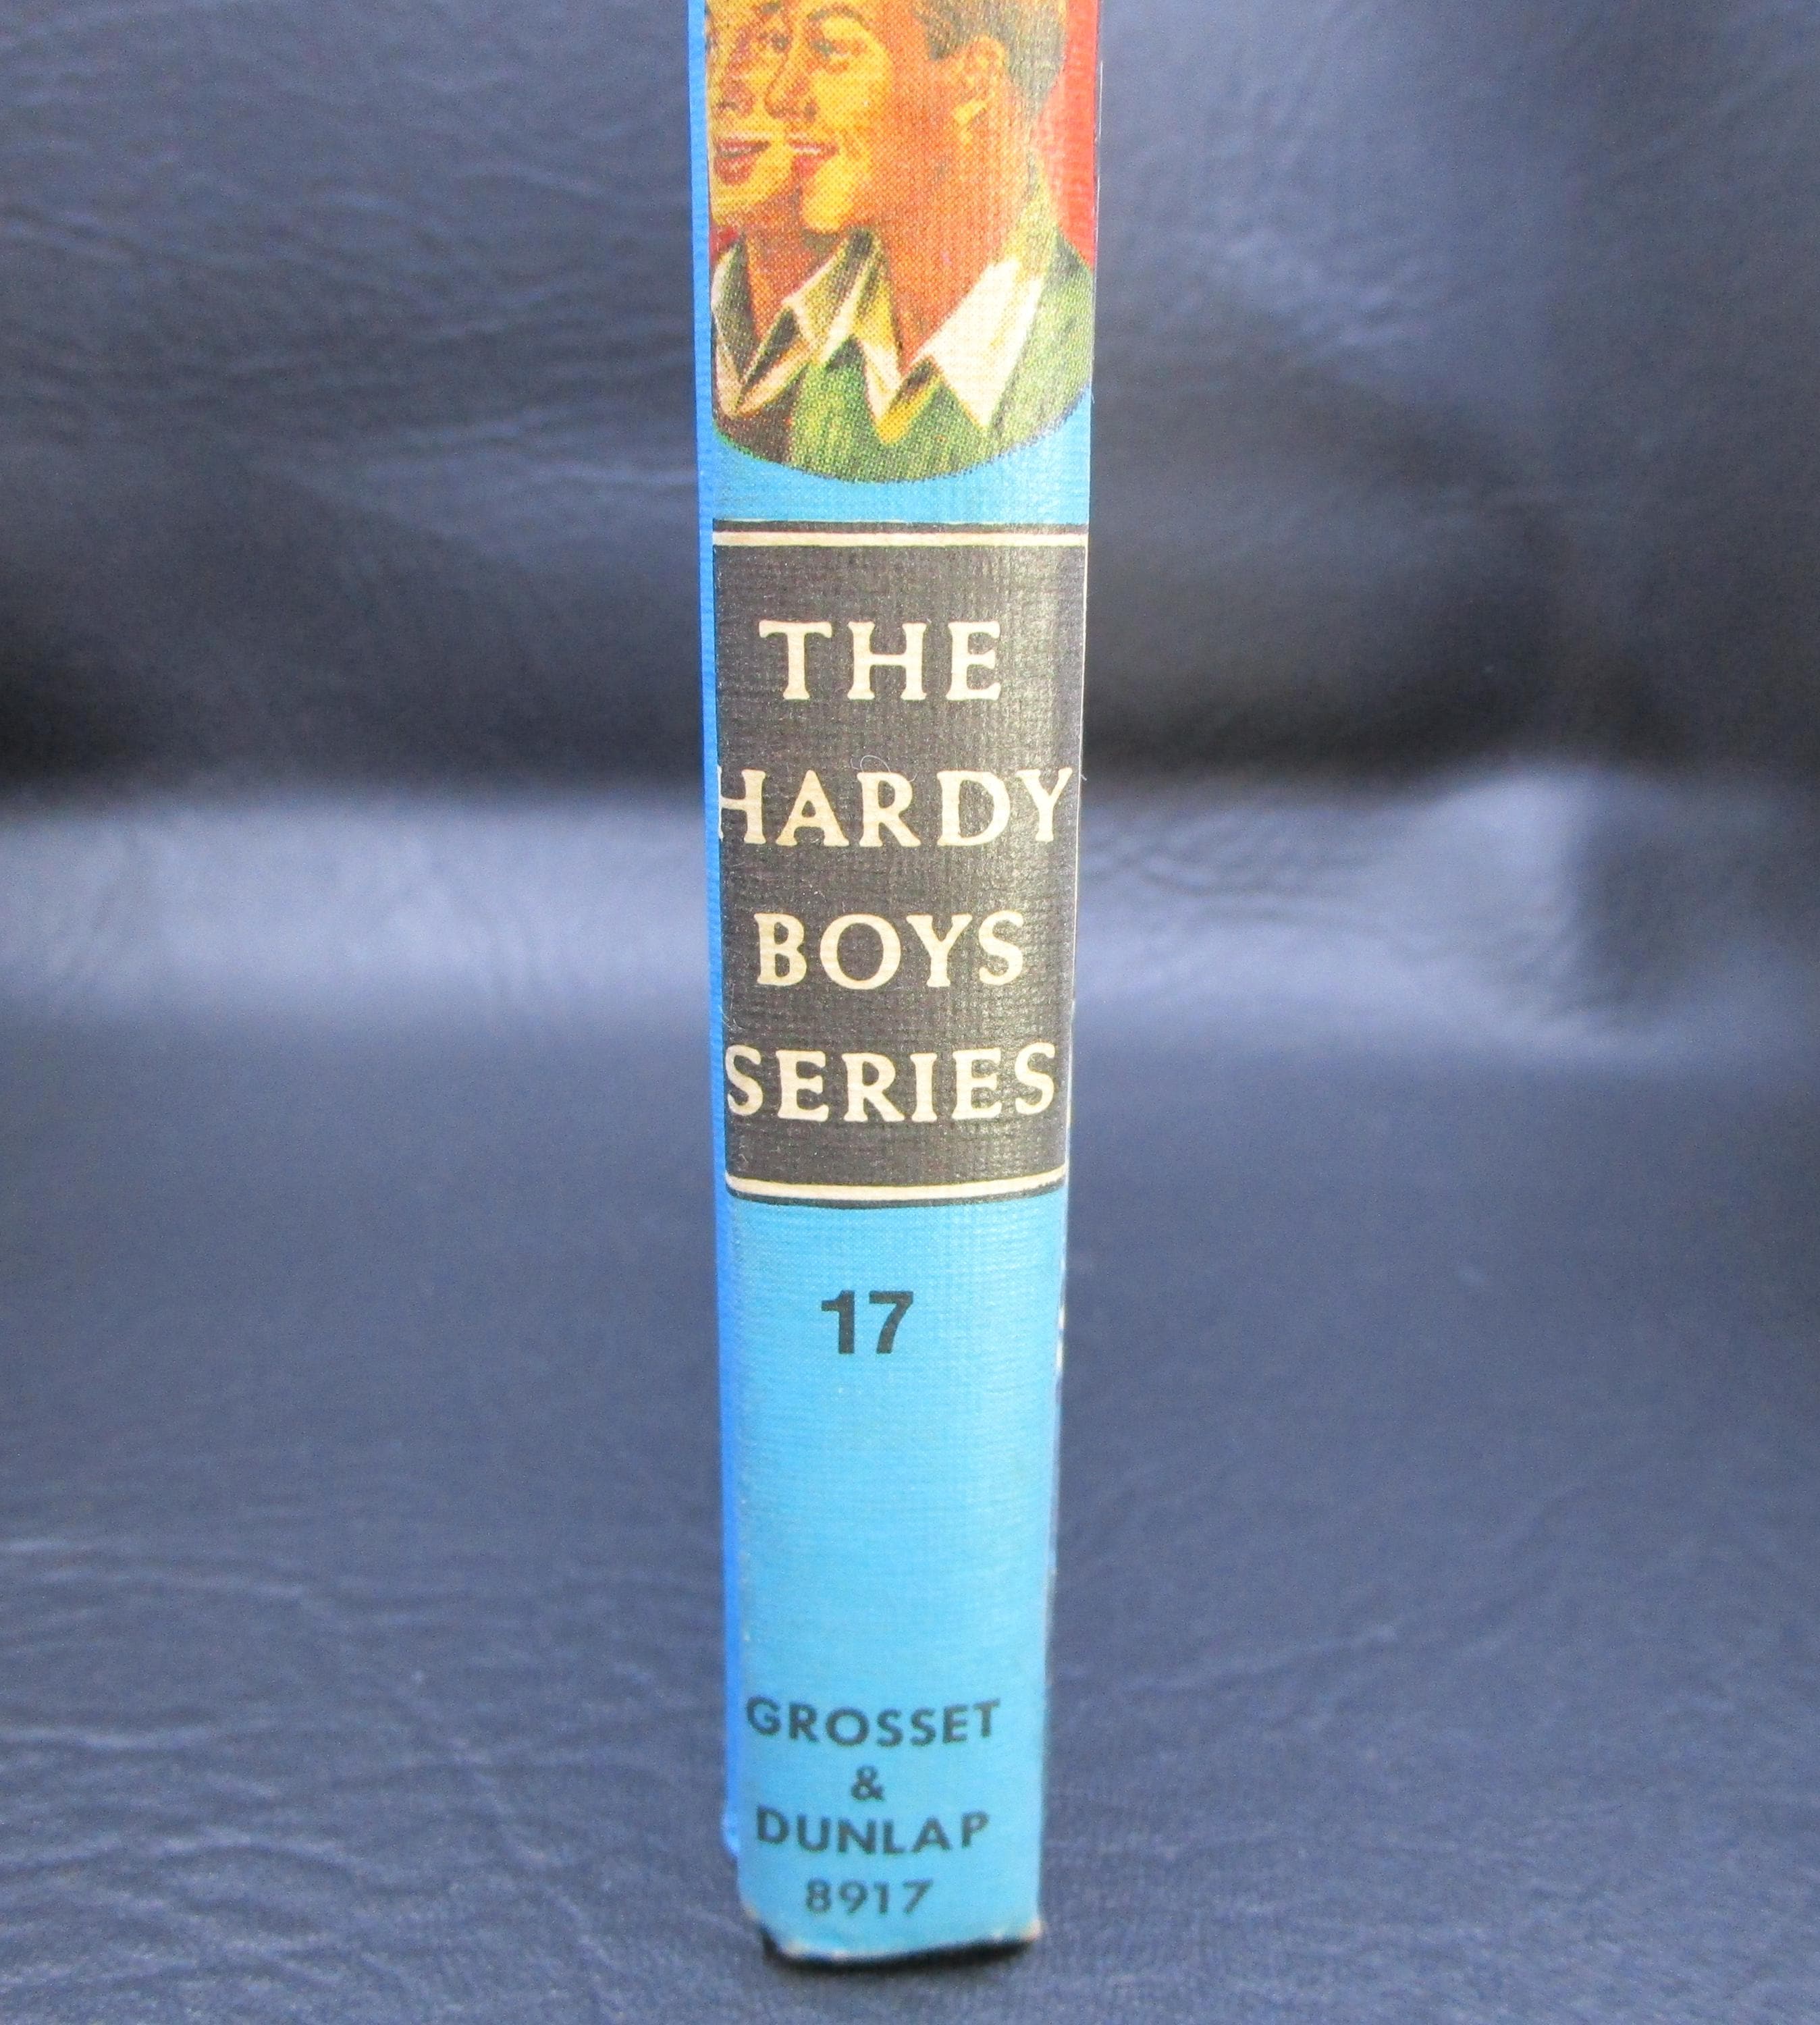 THE
HARDY
BOYS
SERIES
17
GROSSET
&
DUNLAP
8917